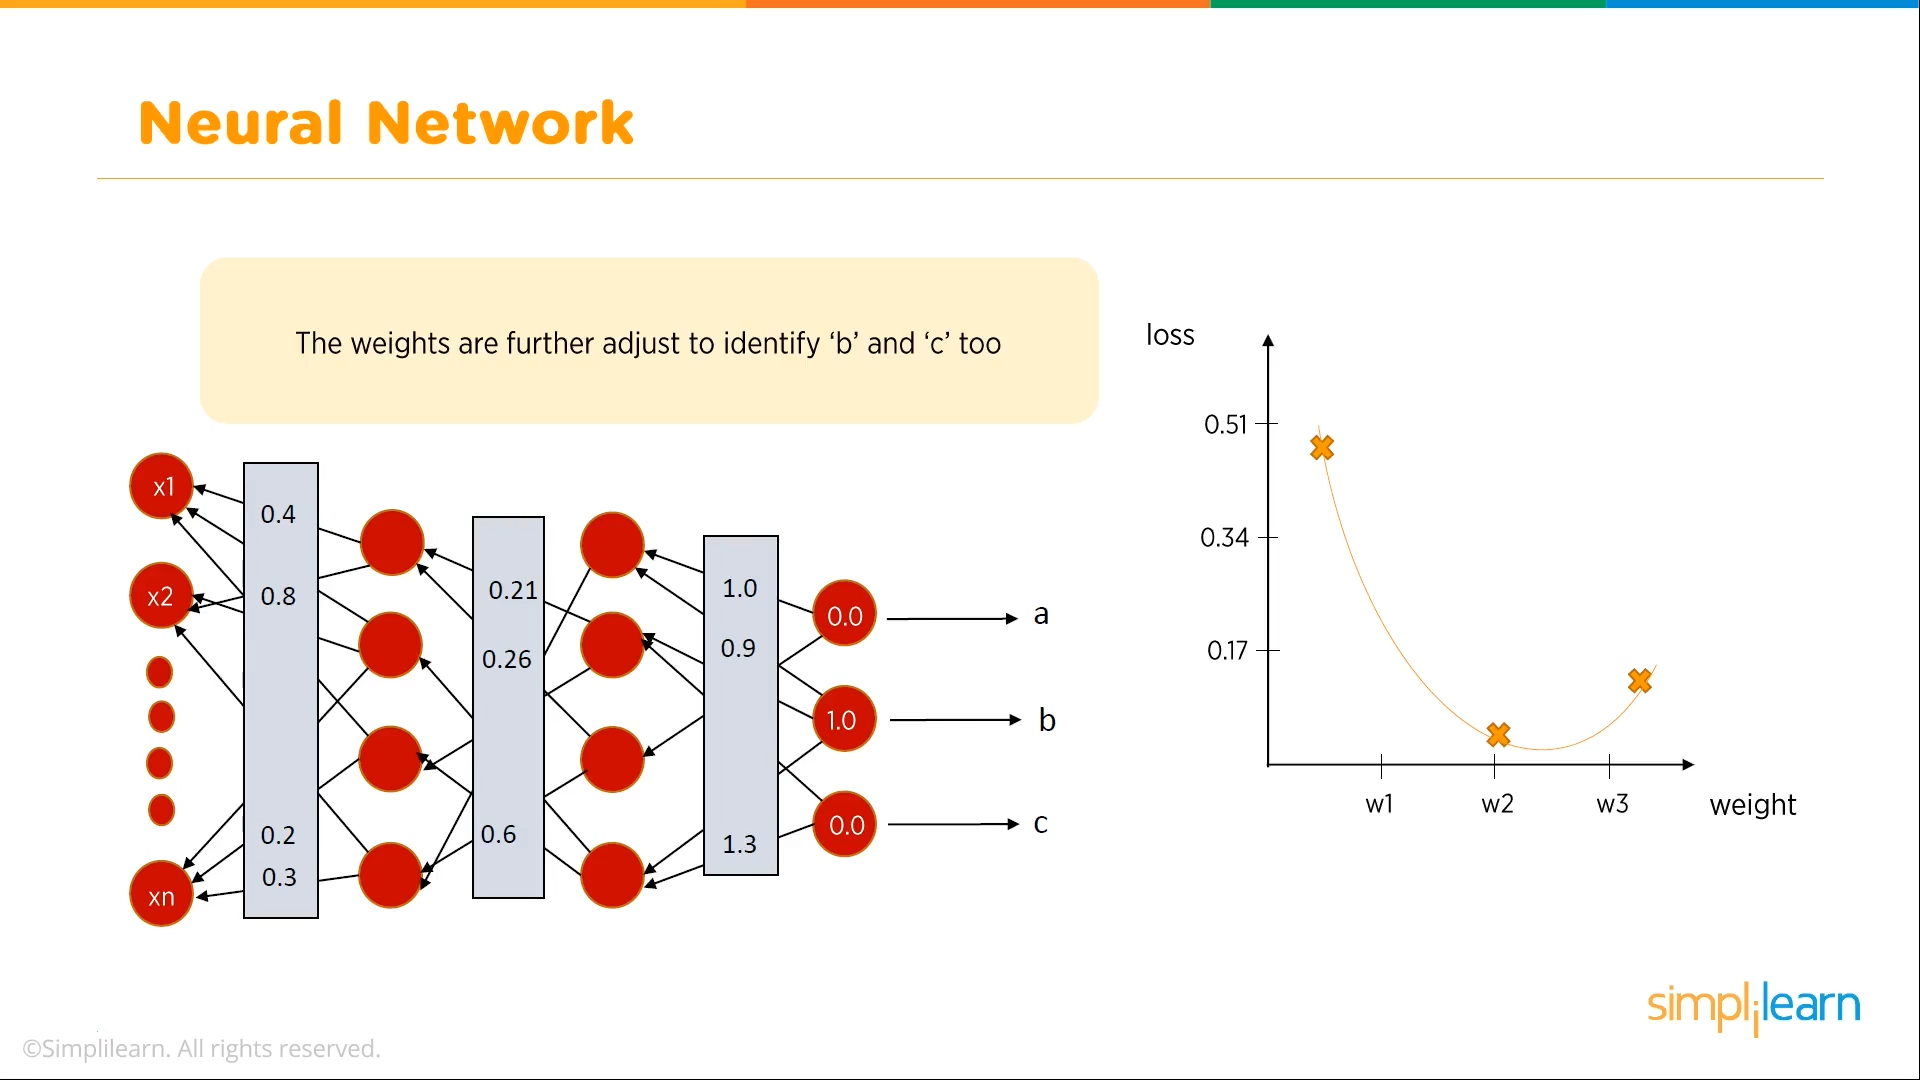 Neural Network
The weights are further adjust to identify ‘b’ and ‘c’ too
x1
x2
xn
0.4
0.8
0.2
0.3
0.21
0.26
0.6
1.0
0.9
1.3
0.0
1.0
0.0
a
b
c
loss
0.51
0.34
0.17
w1
w2
w3
weight
simplilearn
©Simplilearn. All rights reserved.